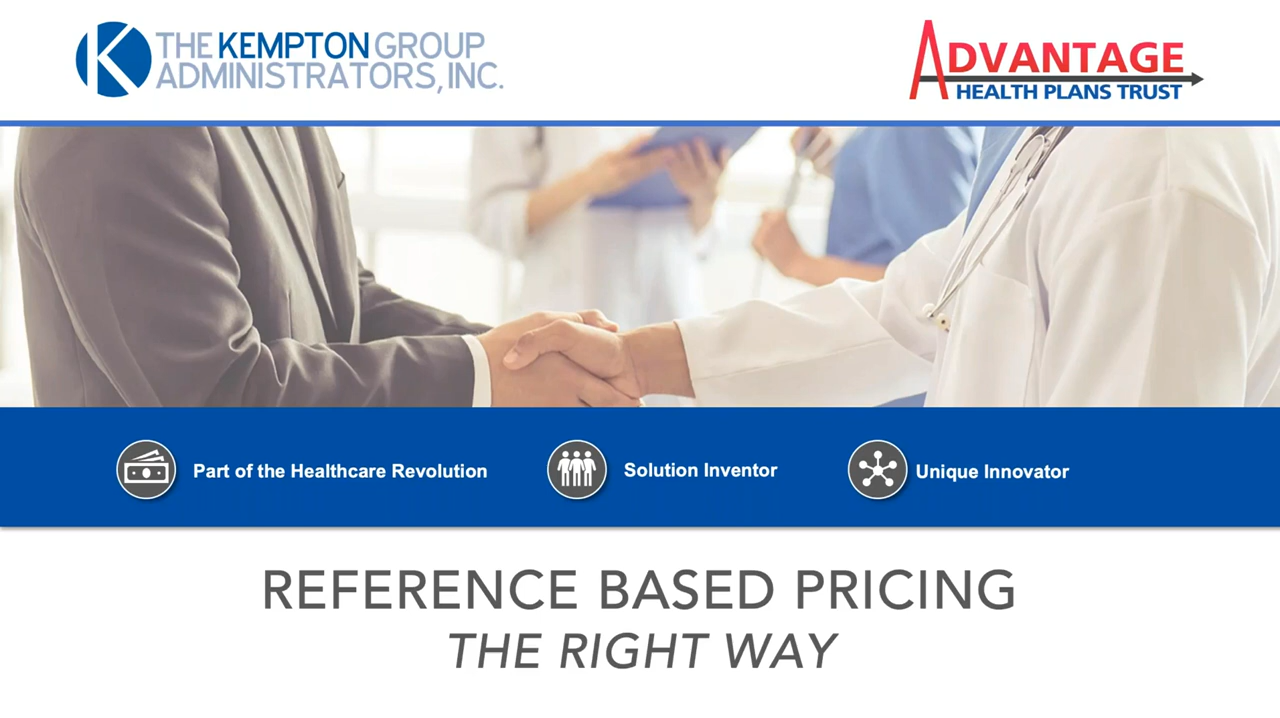 THE KEMPTON GROUP
ADMINISTRATORS, INC.
ADVANTAGE
HEALTH PLANS TRUST
Part of the Healthcare Revolution
Solution Inventor
Unique Innovator
REFERENCE BASED PRICING
THE RIGHT WAY